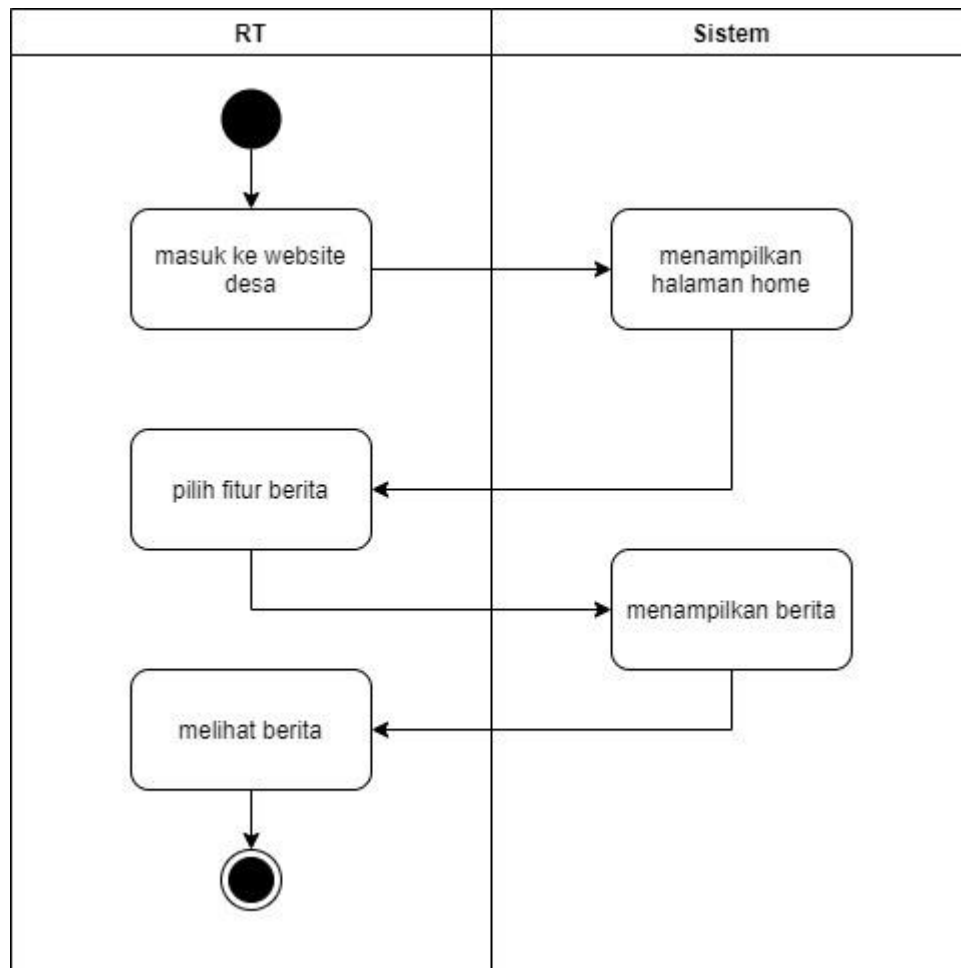 RT
Sistem
masuk ke website
desa
menampilkan
halaman home
pilih fitur berita
menampilkan berita
melihat berita